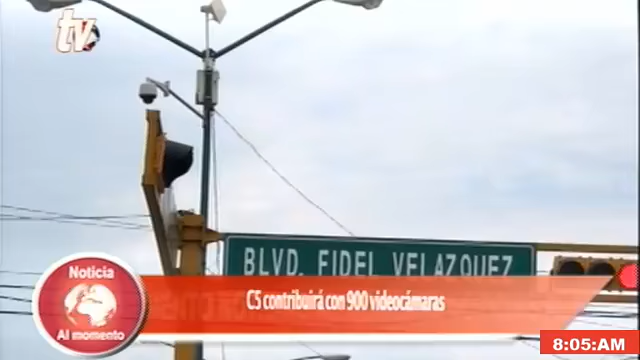 tv
BLVD. FIDEL VELAZQUEZ
Noticia
Al momento
C5 contribuirá con 900 videocámaras
8:05:AM